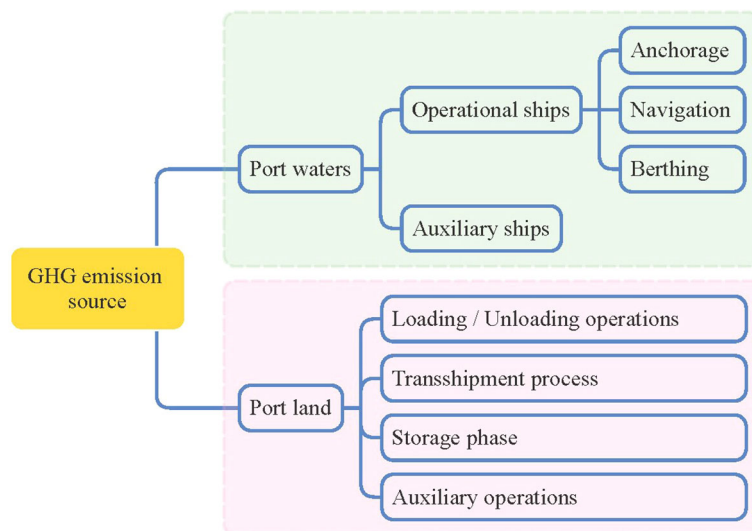 GHG emission
source
Port waters
Operational ships
Anchorage
Navigation
Berthing
Auxiliary ships
Port land
Loading / Unloading operations
Transshipment process
Storage phase
Auxiliary operations